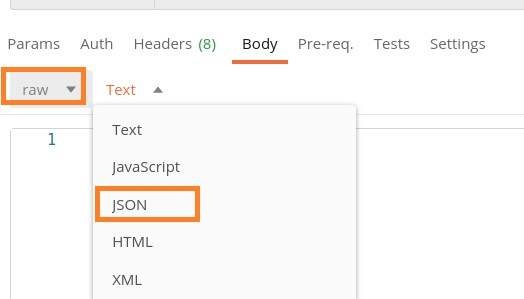 Params Auth Headers (8) Body Pre-req. Tests Settings
raw Text
1
Text
JavaScript
JSON
HTML
XML